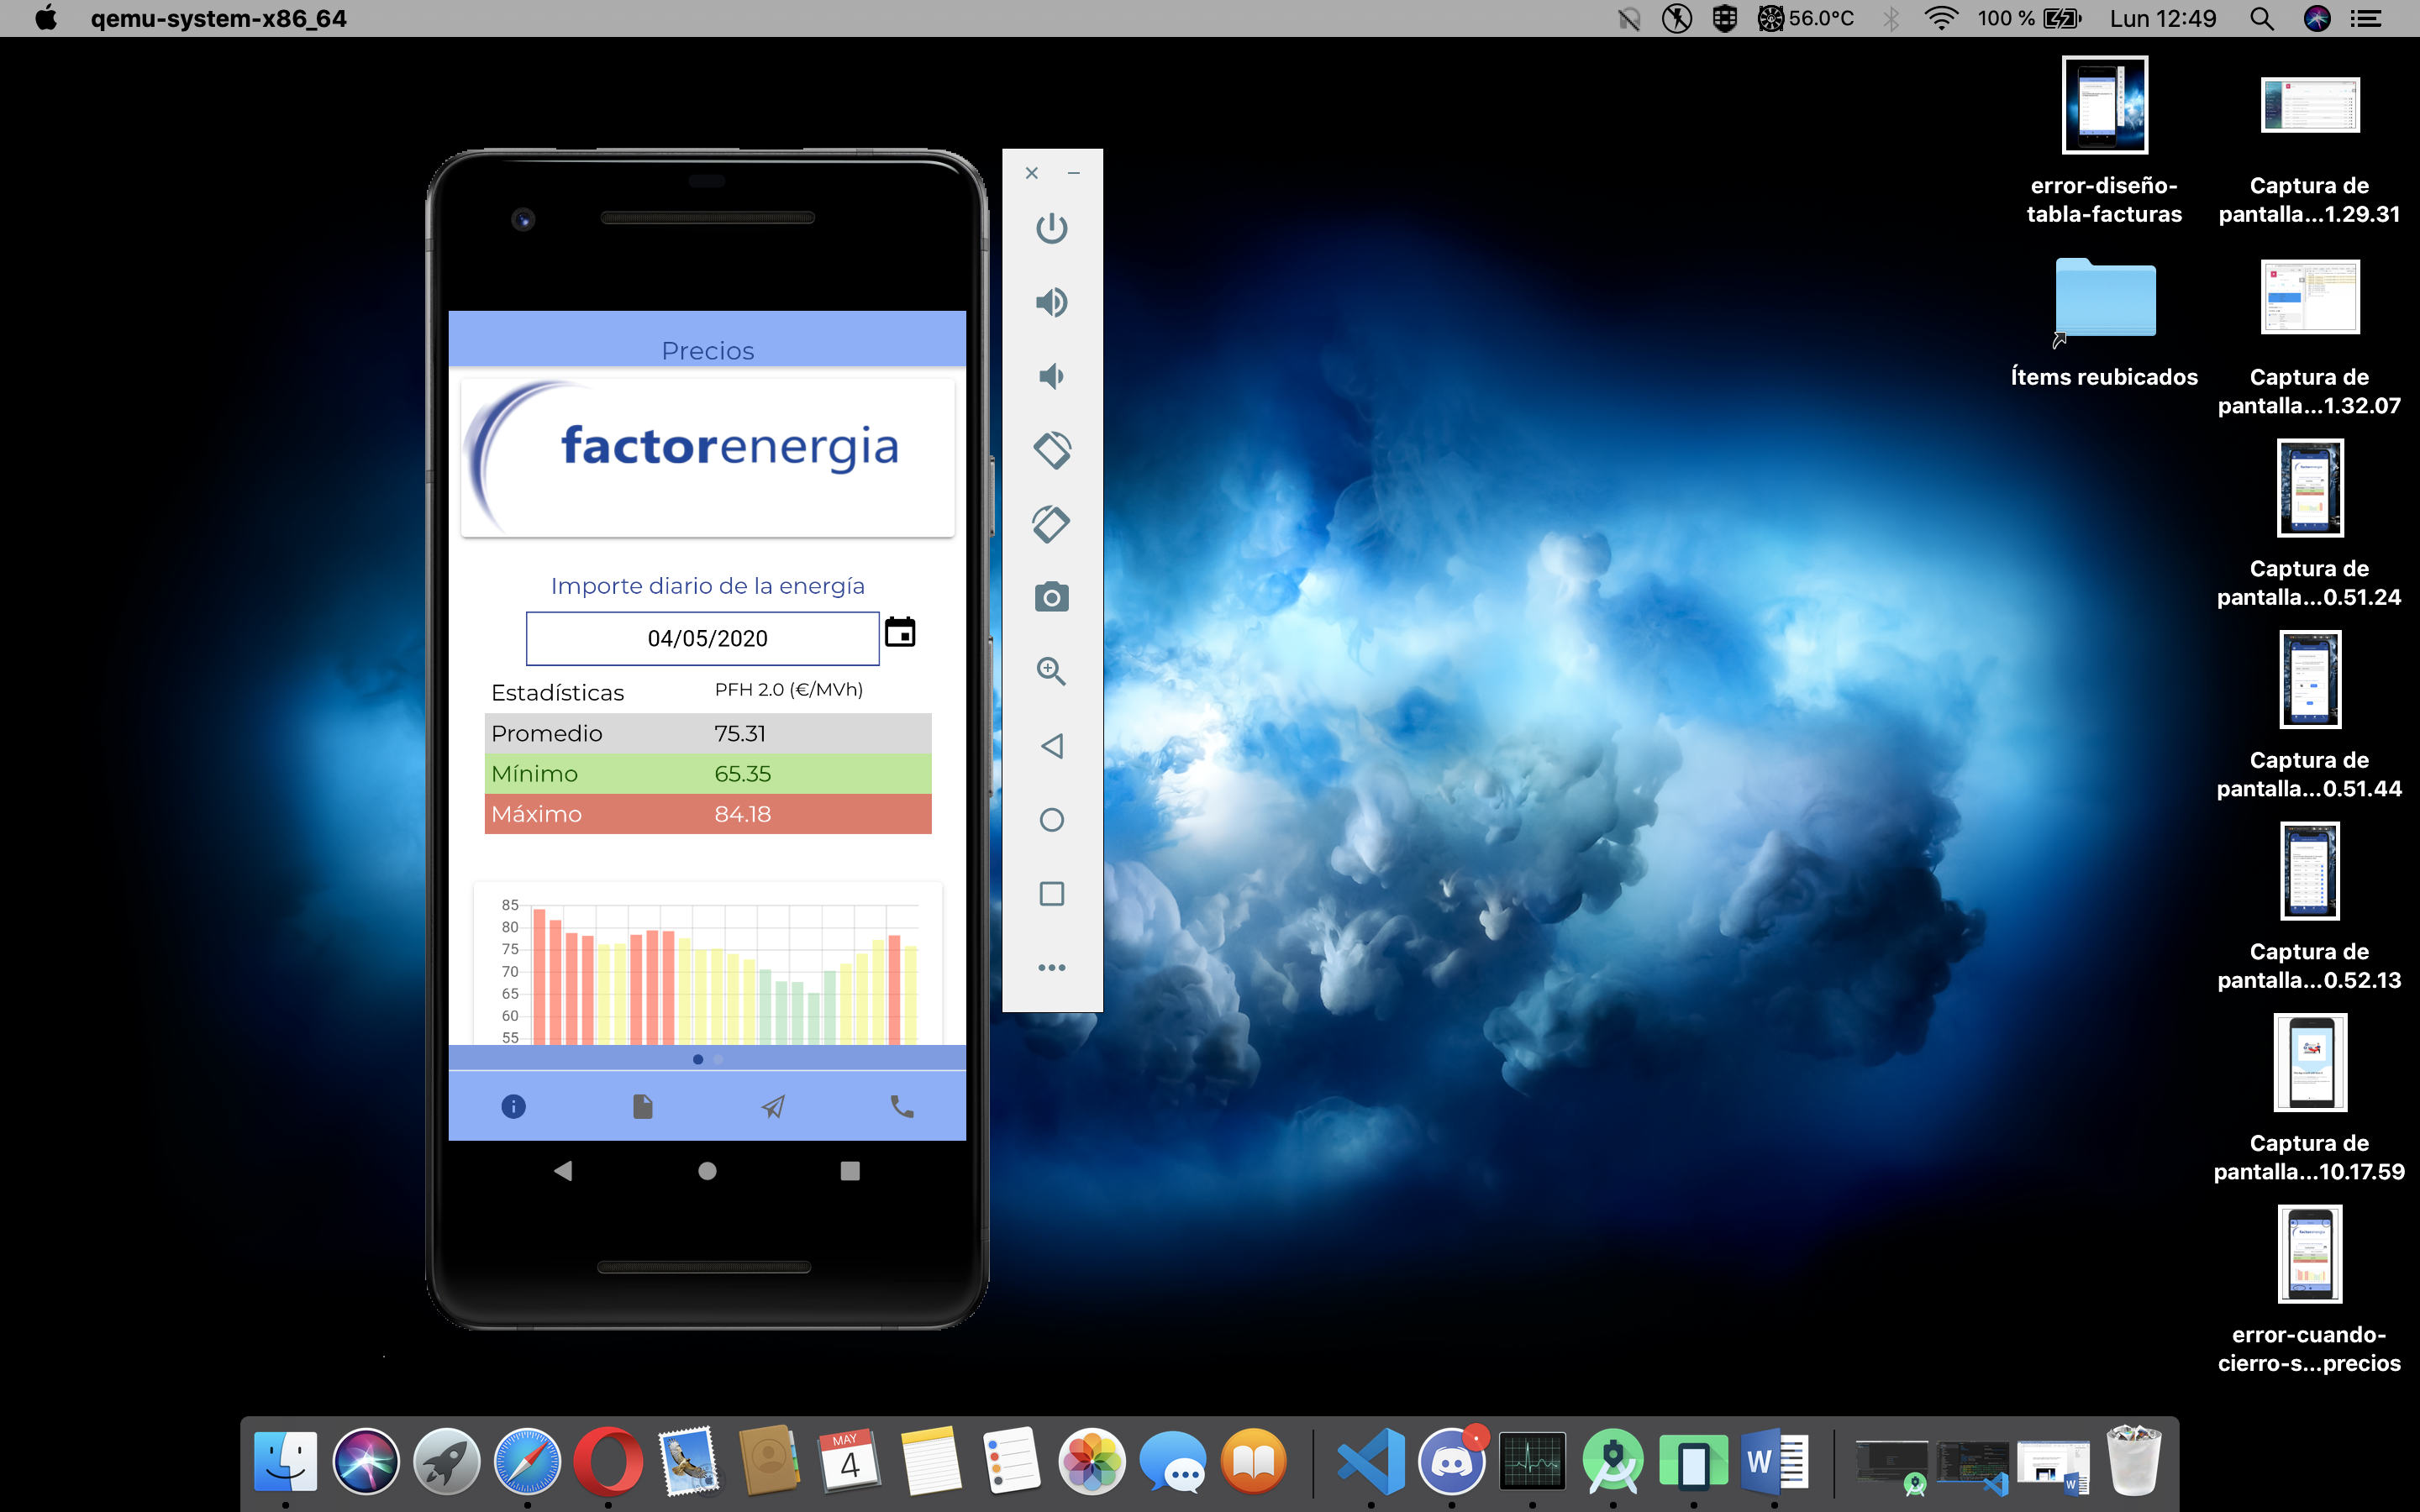 qemu-system-x86_64
56.0°C
100 %
Lun 12:49
error-diseño-
tabla-facturas
Captura de
pantalla...1.29.31
Ítems reubicados
Captura de
pantalla...1.32.07
Captura de
pantalla...0.51.24
Captura de
pantalla...0.51.44
Captura de
pantalla...0.52.13
Captura de
pantalla...10.17.59
error-cuando-
cierro-s...precios
Precios
factorenergia
Importe diario de la energía
04/05/2020
Estadísticas PFH 2.0 (€/MVh)
Promedio 75.31
Mínimo 65.35
Máximo 84.18
85
80
75
70
65
60
55
MAY
4
W
W